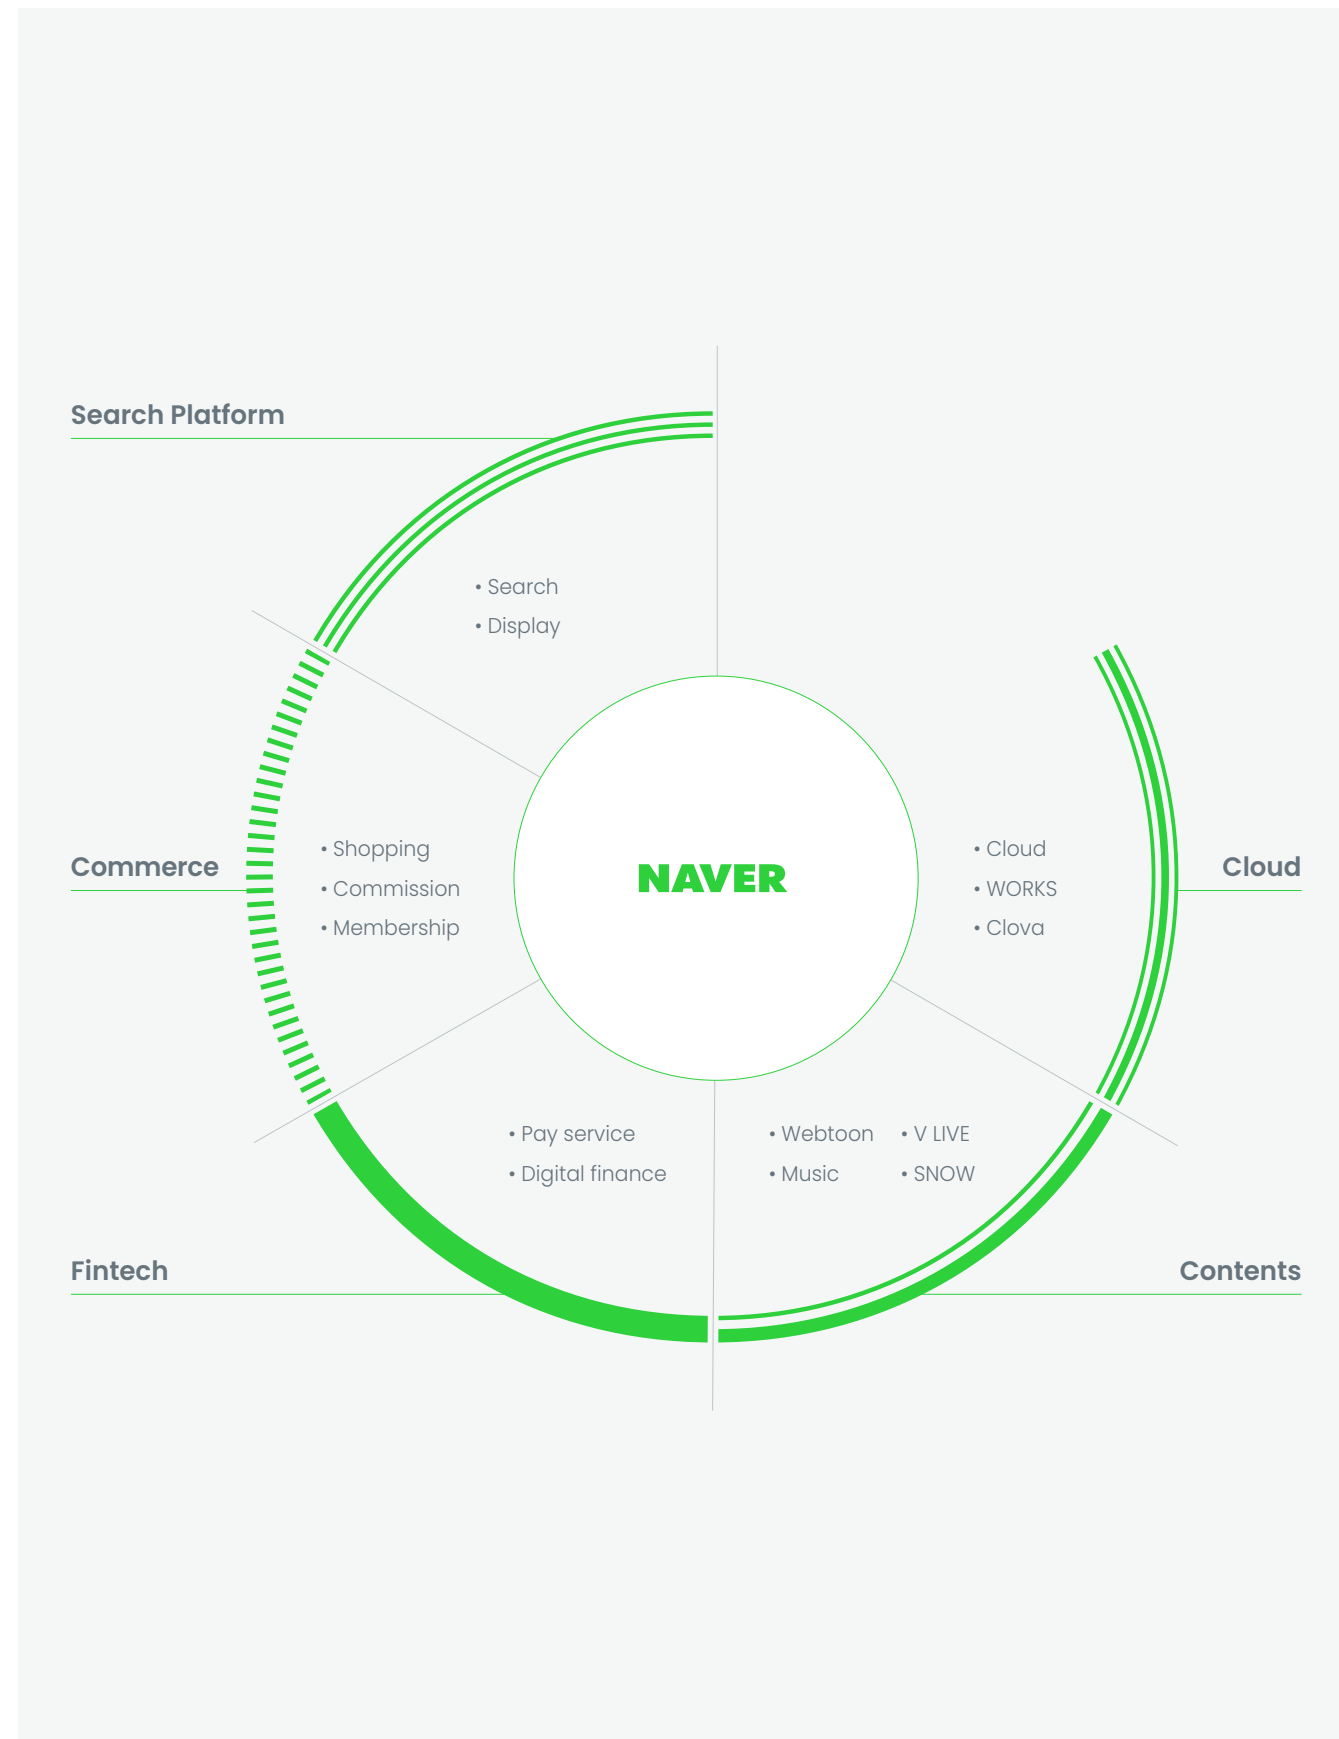 Search Platform
• Search
• Display
Commerce
• Shopping
• Commission
• Membership
NAVER
• Cloud
• WORKS
• Clova
Cloud
• Pay service
• Digital finance
• Webtoon • V LIVE
• Music • SNOW
Fintech
Contents